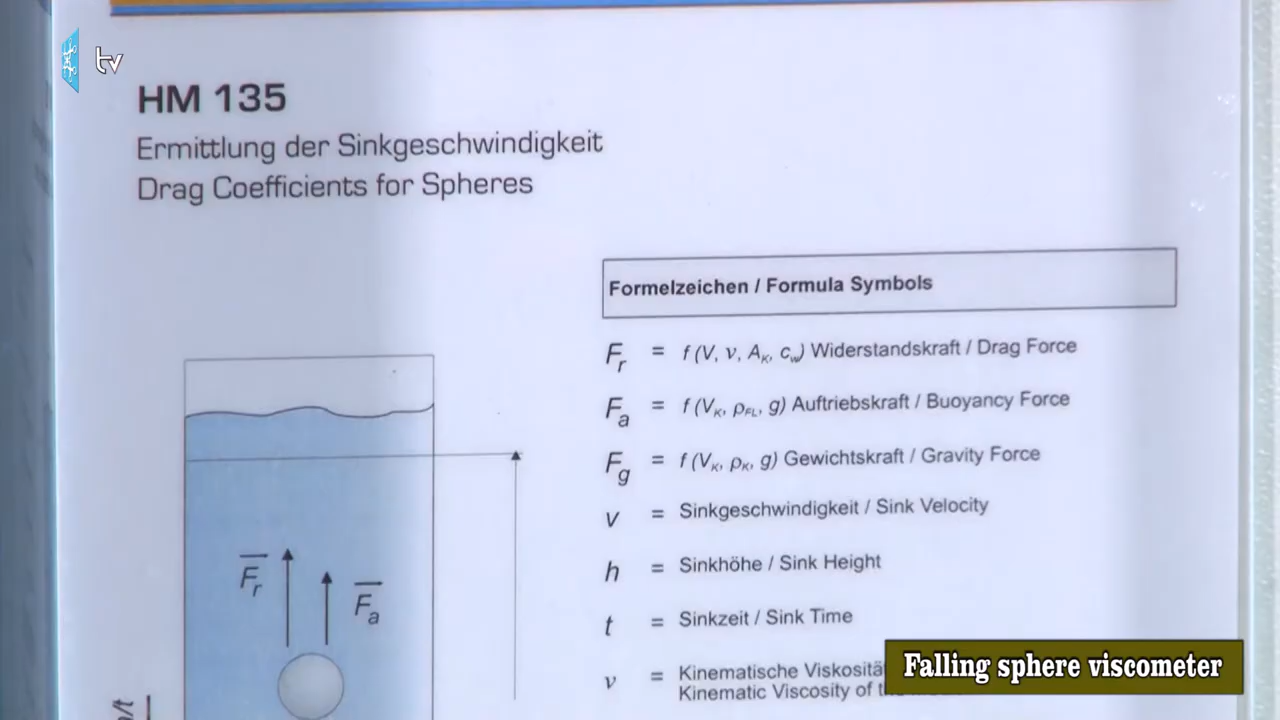 tv
HM 135
Ermittlung der Sinkgeschwindigkeit
Drag Coefficients for Spheres
Formelzeichen / Formula Symbols
Fr = f (V, ν, AK, cw) Widerstandskraft / Drag Force
Fa = f (VK, ρFL, g) Auftriebskraft / Buoyancy Force
Fg = f (VK, ρK, g) Gewichtskraft / Gravity Force
v = Sinkgeschwindigkeit / Sink Velocity
h = Sinkhöhe / Sink Height
t = Sinkzeit / Sink Time
ν = Kinematische
Kinematic Viscosity of
Fr
Fa
Falling sphere viscometer